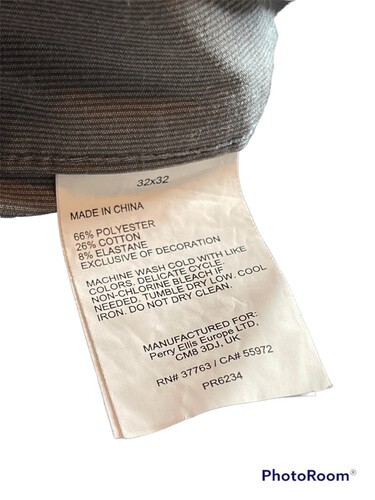 32x32
MADE IN CHINA
66% POLYESTER
26% COTTON
8% ELASTANE
EXCLUSIVE OF DECORATION
MACHINE WASH COLD WITH LIKE
COLORS. DELICATE CYCLE.
NON-CHLORINE BLEACH IF
NEEDED. TUMBLE DRY LOW. COOL
IRON. DO NOT DRY CLEAN.
MANUFACTURED FOR:
Perry Ellis Europe LTD,
CM8 3DJ, UK
RN# 37763 / CA# 55972
PR6234
PhotoRoom®